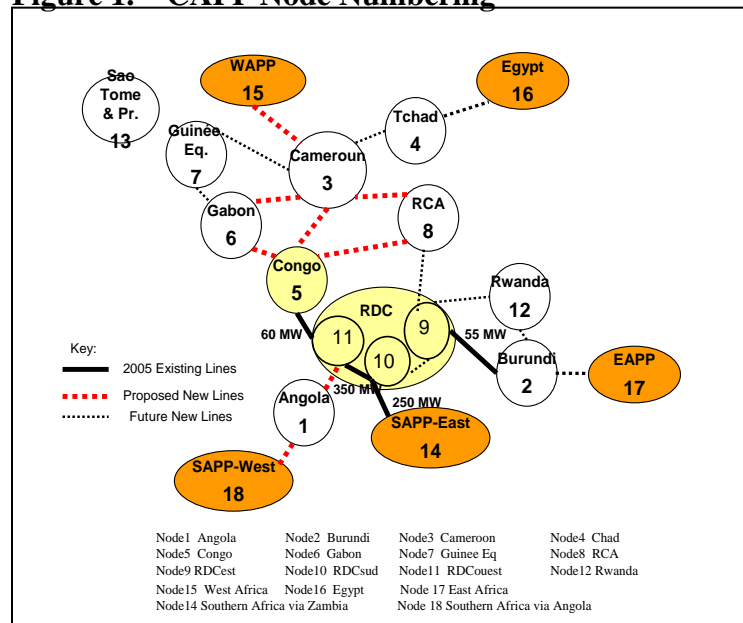 Figure 1. CAPP Node Numbering
WAPP
15
Egypt
16
Sao
Tome
& Pr.
13
Tchad
4
Guinée
Eq.
7
Cameroun
3
RCA
8
Gabon
6
Congo
5
Rwanda
12
RDC
9
11
10
60 MW
55 MW
Burundi
2
EAPP
17
350 MW
250 MW
Key:
2005 Existing Lines
Proposed New Lines
Future New Lines
Angola
1
SAPP-East
14
SAPP-West
18
Node1 Angola Node2 Burundi Node3 Cameroon Node4 Chad
Node5 Congo Node6 Gabon Node7 Guinee Eq Node8 RCA
Node9 RDCest Node10 RDCsud Node11 RDCouest Node12 Rwanda
Node15 West Africa Node16 Egypt Node 17 East Africa
Node14 Southern Africa via Zambia Node 18 Southern Africa via Angola